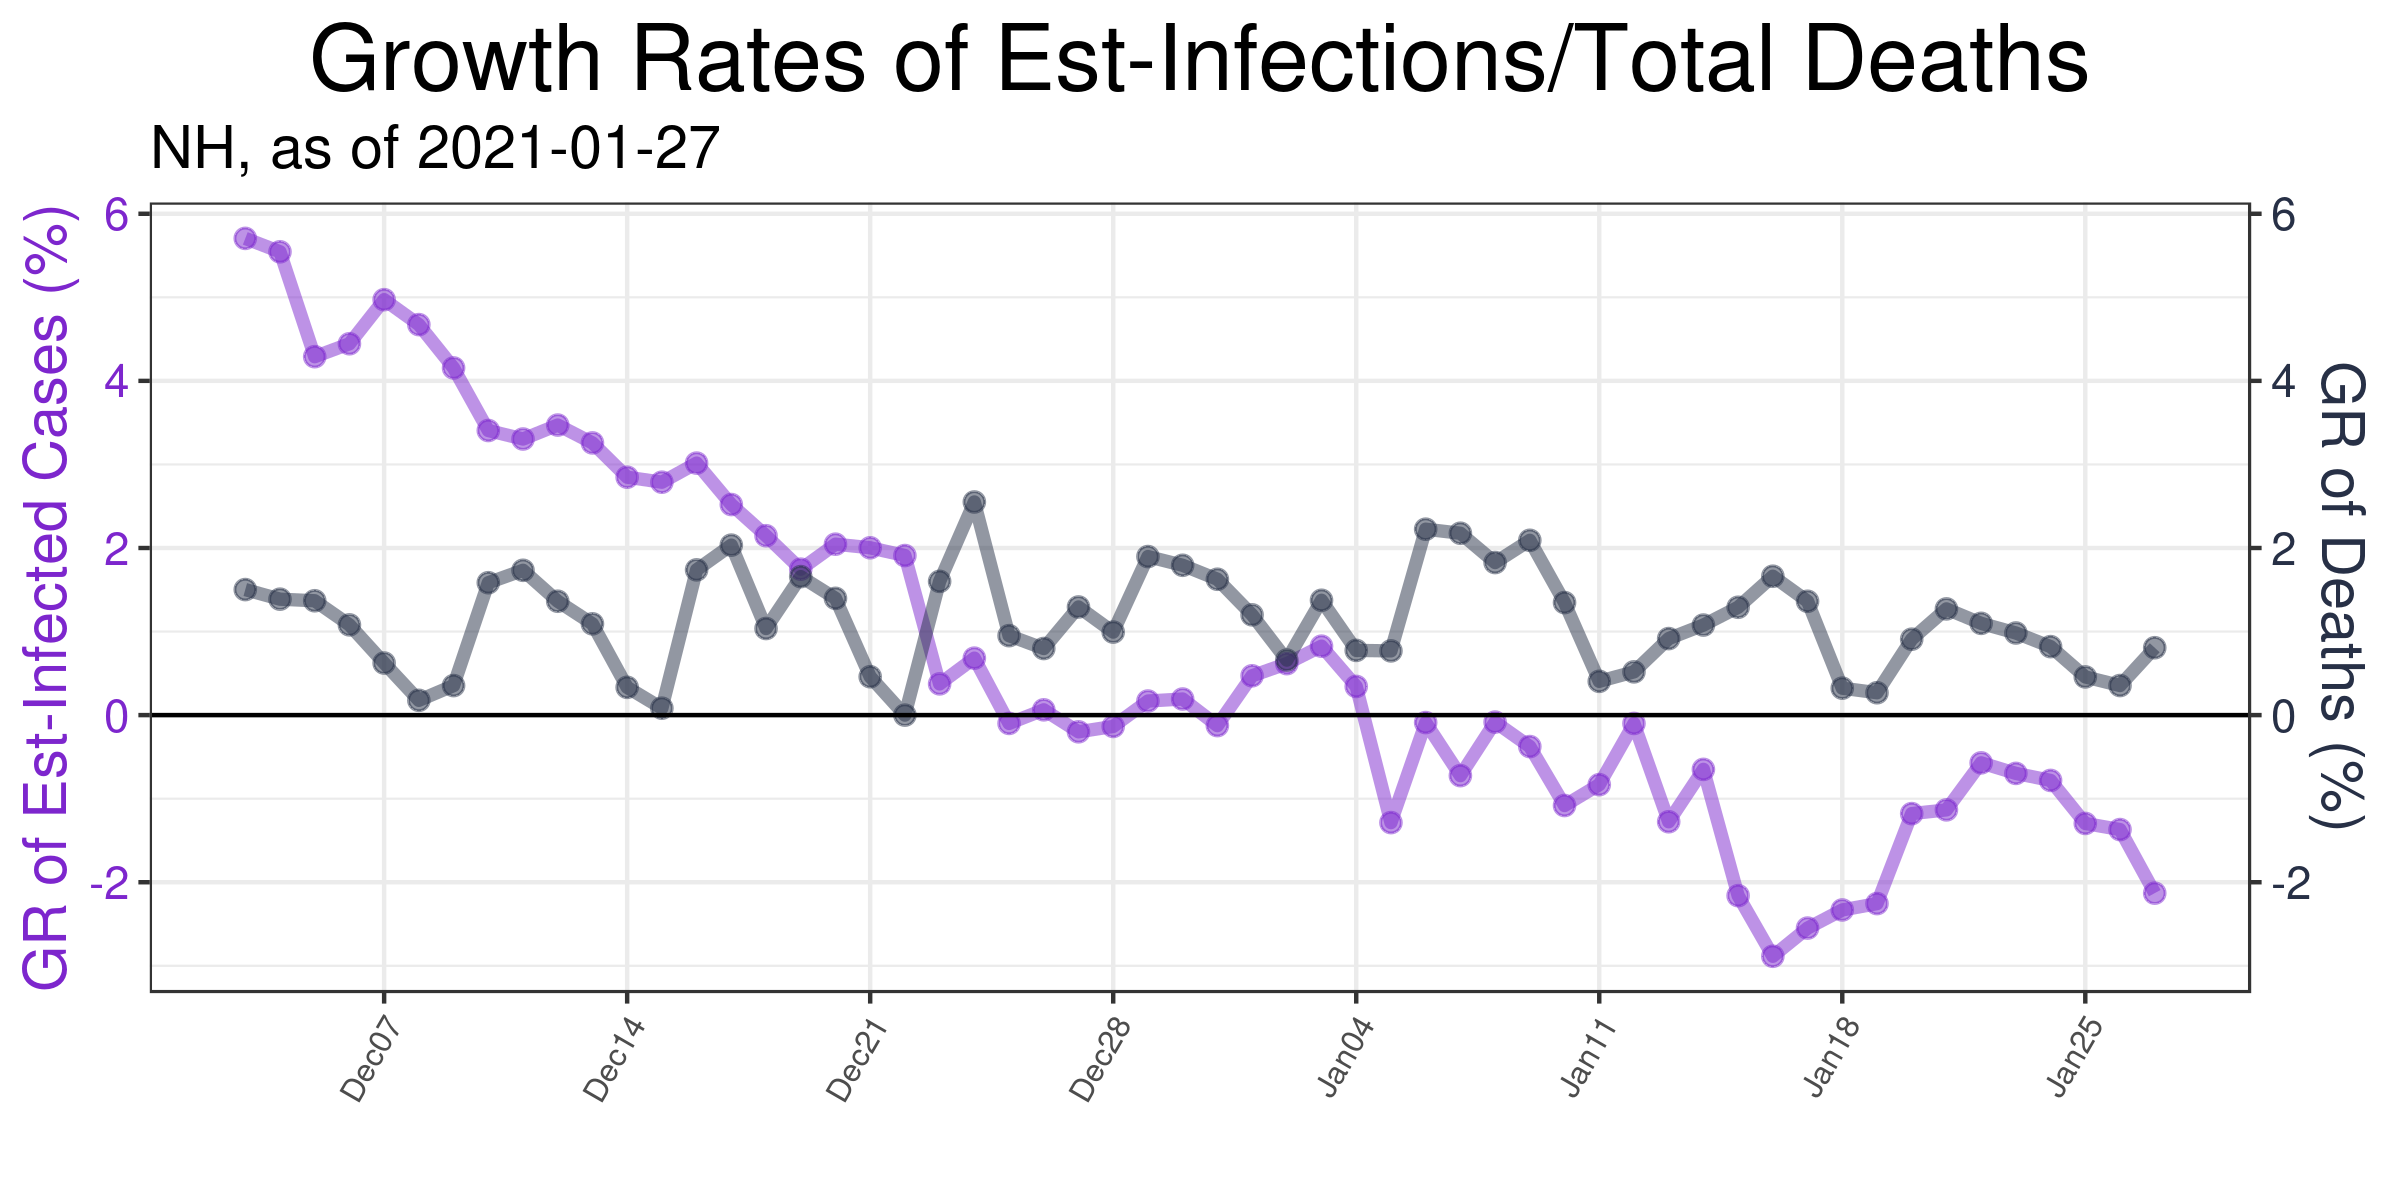 Growth Rates of Est-Infections/Total Deaths
NH, as of 2021-01-27
GR of Est-Infected Cases (%)
6
4
2
0
-2
6
4
2
0
-2
GR of Deaths (%)
Dec07
Dec14
Dec21
Dec28
Jan04
Jan11
Jan18
Jan25